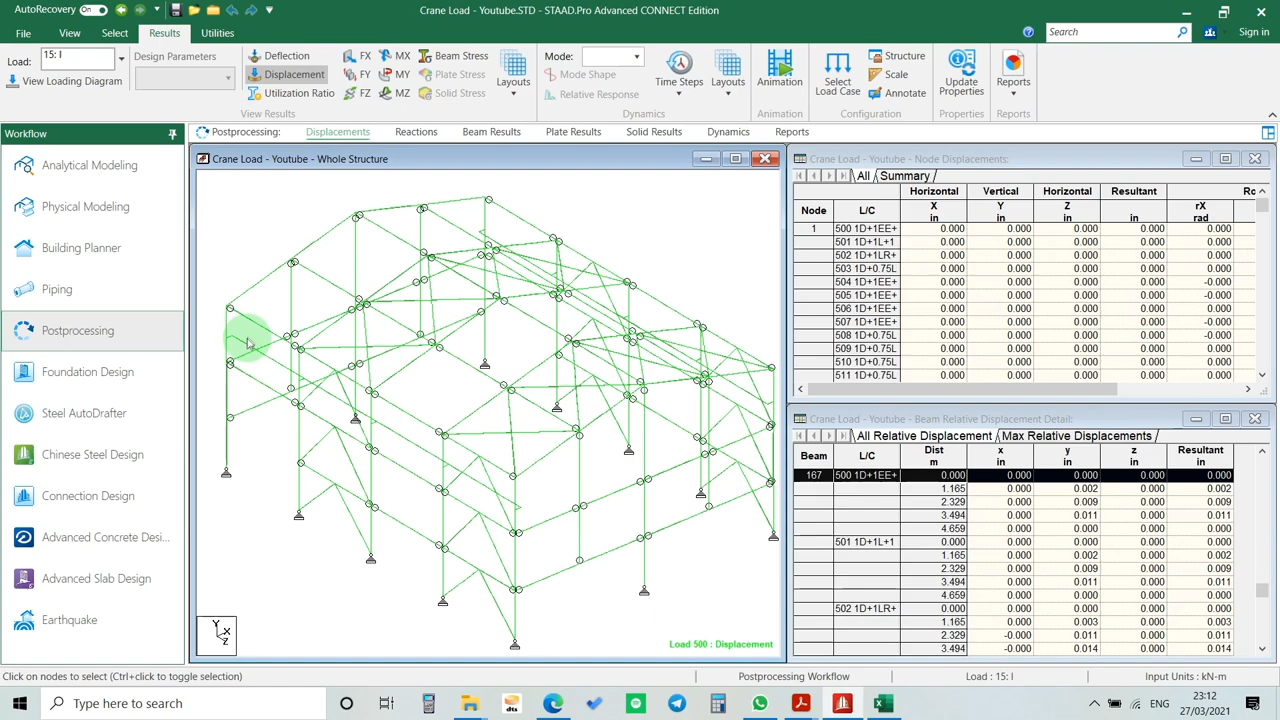 AutoRecovery On
Crane Load - Youtube.STD - STAAD.Pro Advanced CONNECT Edition
File View Select Results Utilities
Search
Sign in
Load: 15: I
View Loading Diagram
Design Parameters
Deflection
Displacement
Utilization Ratio
FX MX
FY MY
FZ MZ
Beam Stress
Plate Stress
Solid Stress
Layouts
View Results
Mode:
Mode Shape
Relative Response
Time Steps
Layouts
Dynamics
Animation
Animation
Select Load Case
Structure
Scale
Annotate
Configuration
Update Properties
Properties
Reports
Reports
Workflow
Analytical Modeling
Physical Modeling
Building Planner
Piping
Postprocessing
Foundation Design
Steel AutoDrafter
Chinese Steel Design
Connection Design
Advanced Concrete Desi...
Advanced Slab Design
Earthquake
Postprocessing: Displacements Reactions Beam Results Plate Results Solid Results Dynamics Reports
Crane Load - Youtube - Whole Structure
Y X Z
Load 500 : Displacement
Crane Load - Youtube - Node Displacements:
All Summary
Horizontal Vertical Horizontal Resultant Ro
Node L/C X in Y in Z in in rX rad
1 500 1D+1EE+ 0.000 0.000 0.000 0.000 0.000
501 1L+1 0.000 0.000 0.000 0.000 0.000
502 1D+1LR+ 0.000 0.000 0.000 0.000 0.000
503 1D+0.75L 0.000 0.000 0.000 0.000 0.000
504 1D+1EE+ 0.000 0.000 0.000 0.000 -0.000
505 1D+1EE+ 0.000 0.000 0.000 0.000 -0.000
506 1D+1EE+ 0.000 0.000 0.000 0.000 -0.000
507 1D+1EE+ 0.000 0.000 0.000 0.000 -0.000
508 1D+0.75L 0.000 0.000 0.000 0.000 0.000
509 1D+0.75L 0.000 0.000 0.000 0.000 0.000
510 1D+0.75L 0.000 0.000 0.000 0.000 0.000
511 1D+0.75L 0.000 0.000 0.000 0.000 0.000
Crane Load - Youtube - Beam Relative Displacement Detail:
All Relative Displacement Max Relative Displacements
Beam L/C Dist m x in y in z in Resultant in
167 500 1D+1EE+ 0.000 0.000 0.000 0.000 0.000
1.165 0.000 0.002 0.000 0.002
2.329 0.000 0.009 0.000 0.009
3.494 0.000 0.011 0.000 0.011
4.659 0.000 0.000 0.000 0.000
501 1D+1L+1 0.000 0.000 0.000 0.000 0.000
1.165 0.000 0.002 0.000 0.002
2.329 0.000 0.009 0.000 0.009
3.494 0.000 0.011 0.000 0.011
4.659 0.000 0.000 0.000 0.000
502 1D+1LR+ 0.000 0.000 0.000 0.000 0.000
1.165 0.000 0.003 0.000 0.003
2.329 -0.000 0.011 0.000 0.011
3.494 -0.000 0.014 0.000 0.014
Click on nodes to select (Ctrl+click to toggle selection)
Postprocessing Workflow
Load : 15: I
Input Units : kN-m
Type here to search
dts
ENG
23:12
27/03/2021